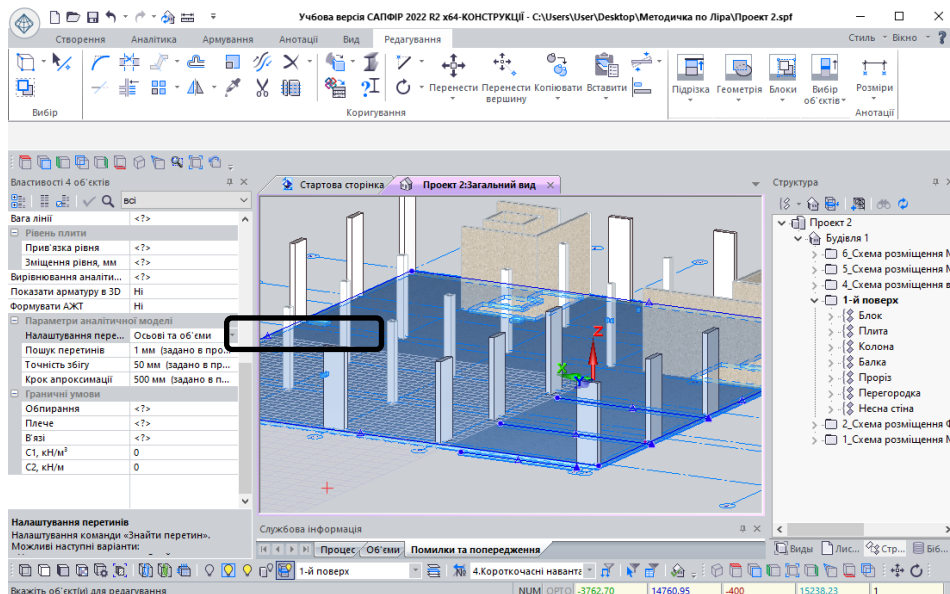 Учбова версія САПФІР 2022 R2 x64-КОНСТРУКЦІЇ - C:\Users\User\Desktop\Методичка по Ліра\Проект 2.spf
Створення Аналітика Армування Анотації Вид Редагування Стиль Вікно ?
Перенести Перенести вершину Копіювати Вставити Підрізка Геометрія Блоки Вибір об'єктів Розміри
Вибір Коригування Анотації
Властивості 4 об'єктів
всі
Вага лінії <?>
Рівень плити
Прив'язка рівня <?>
Зміщення рівня, мм <?>
Вирівнювання аналіти... <?>
Показати арматуру в 3D Ні
Формувати АЖТ Ні
Параметри аналітичної моделі
Налаштування пере... Осьові та об'єми
Пошук перетинів 1 мм (задано в про...
Точність збігу 50 мм (задано в пр...
Крок апроксимації 500 мм (задано в п...
Граничні умови
Обпирання <?>
Плече <?>
В'язі <?>
C1, кН/м³ 0
C2, кН/м 0
Налаштування перетинів
Налаштування команди «Знайти перетин».
Можливі наступні варіанти:
Стартова сторінка Проект 2:Загальний вид
Z
X
Y
Службова інформація
Процес Об'єми Помилки та попередження
Структура
Проект 2
Будівля 1
6_Схема розміщення
5_Схема розміщення
4_Схема розміщення в
1-й поверх
Блок
Плита
Колона
Балка
Проріз
Перегородка
Несна стіна
2_Схема розміщення
1_Схема розміщення
Виды Лис... Стр... Біб...
1-й поверх 4.Короткочасні наванта
Вкажіть об'єкт(и) для редагування NUM ОРТО -3762.70 14760.95 -400 15238.23 1